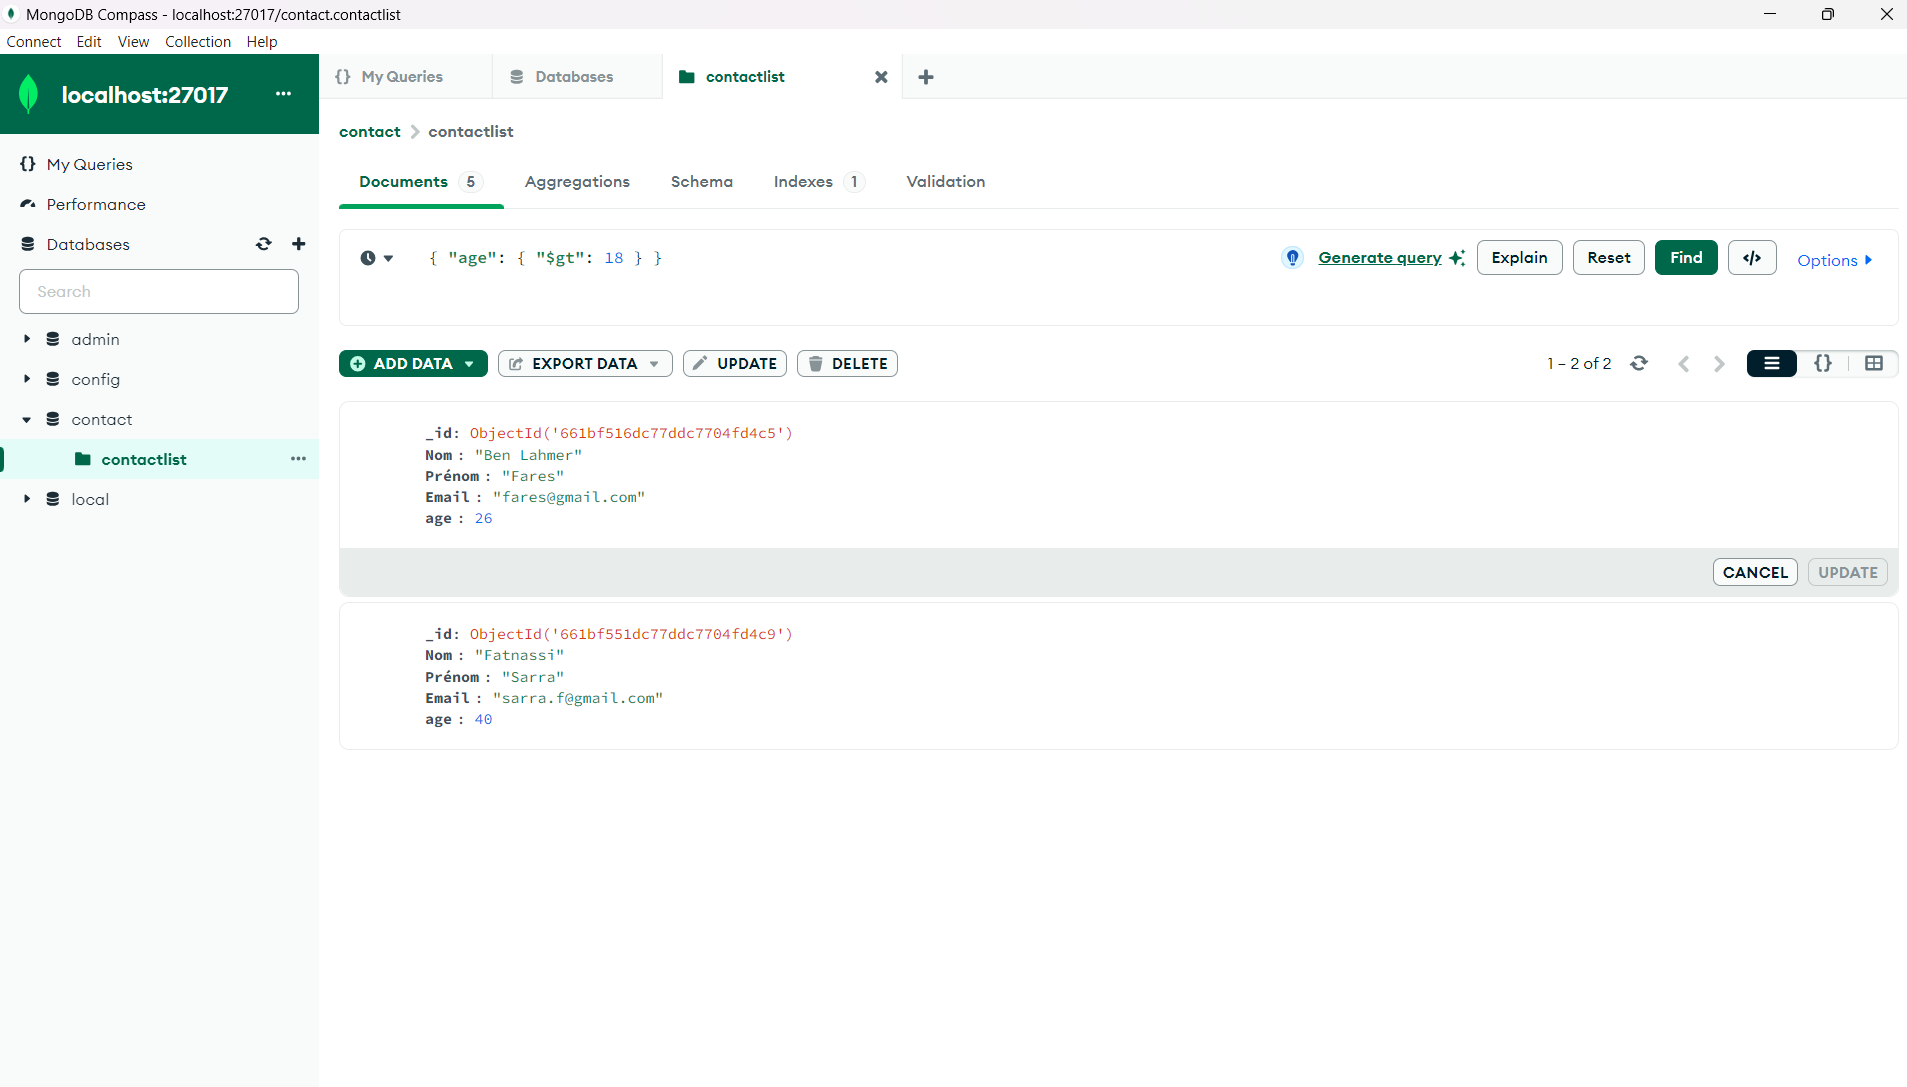 MongoDB Compass - localhost:27017/contact.contactlist
Connect Edit View Collection Help
localhost:27017 ...
{} My Queries Databases contactlist
contact > contactlist
{} My Queries
Performance
Databases
Search
admin
config
contact
contactlist ...
local
Documents 5 Aggregations Schema Indexes 1 Validation
{ "age": { "$gt": 18 } }
Generate query Explain Reset Find </> Options
ADD DATA EXPORT DATA UPDATE DELETE 1 – 2 of 2 {}
_id: ObjectId('661bf516dc77ddc7704fd4c5')
Nom : "Ben Lahmer"
Prénom : "Fares"
Email : "fares@gmail.com"
age : 26
CANCEL UPDATE
_id: ObjectId('661bf551dc77ddc7704fd4c9')
Nom : "Fatnassi"
Prénom : "Sarra"
Email : "sarra.f@gmail.com"
age : 40